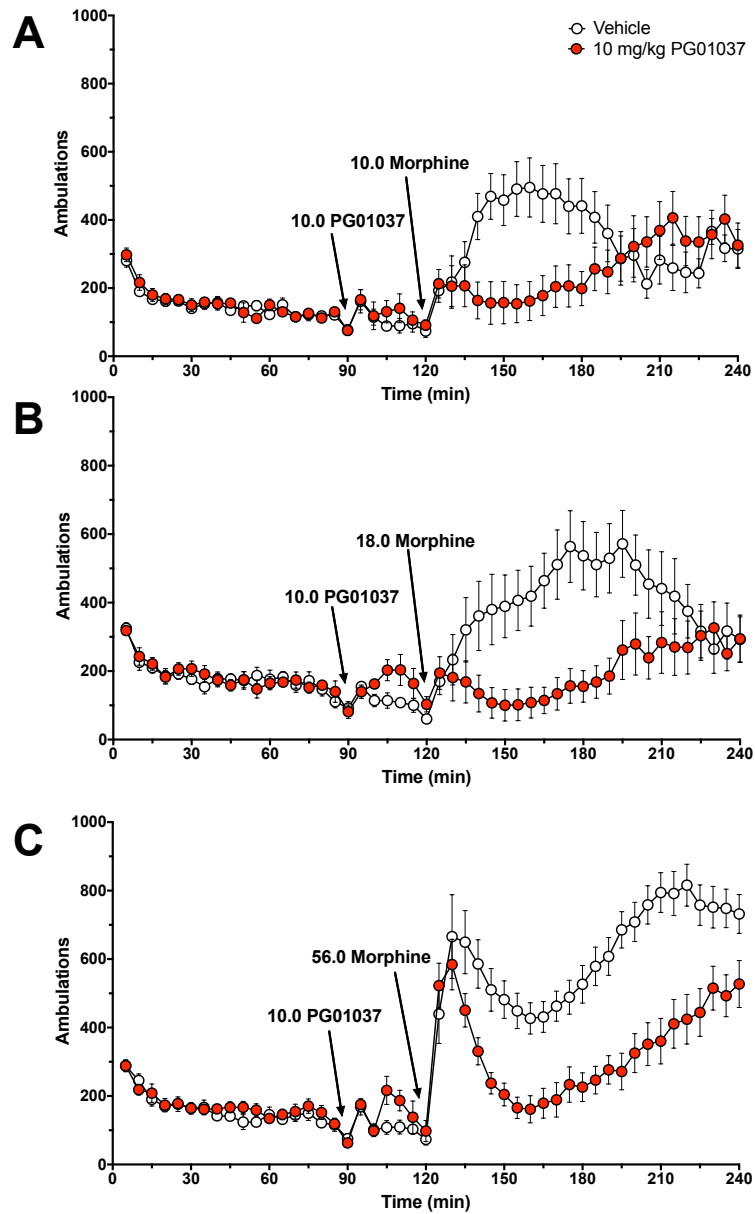 A
Vehicle
10 mg/kg PG01037
1000
800
600
400
200
0
Ambulations
10.0 Morphine
10.0 PG01037
0 30 60 90 120 150 180 210 240
Time (min)
B
1000
800
600
400
200
0
Ambulations
18.0 Morphine
10.0 PG01037
0 30 60 90 120 150 180 210 240
Time (min)
C
1000
800
600
400
200
0
Ambulations
56.0 Morphine
10.0 PG01037
0 30 60 90 120 150 180 210 240
Time (min)